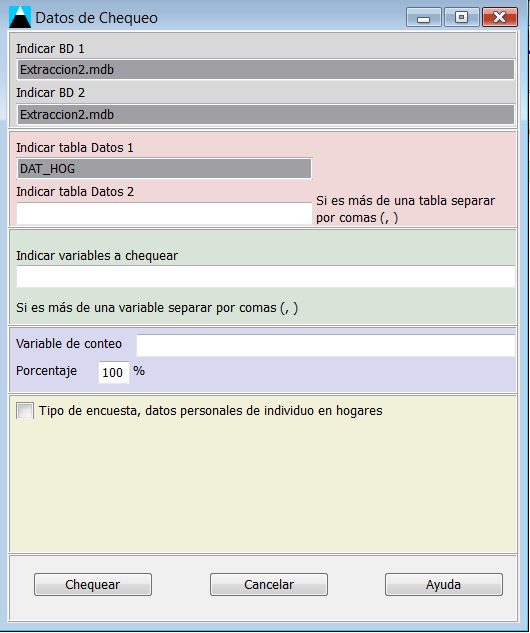 Datos de Chequeo
Indicar BD 1
Extraccion2.mdb
Indicar BD 2
Extraccion2.mdb
Indicar tabla Datos 1
DAT_HOG
Indicar tabla Datos 2
Si es más de una tabla separar
por comas (, )
Indicar variables a chequear
Si es más de una variable separar por comas (, )
Variable de conteo
Porcentaje 100 %
Tipo de encuesta, datos personales de individuo en hogares
Chequear Cancelar Ayuda